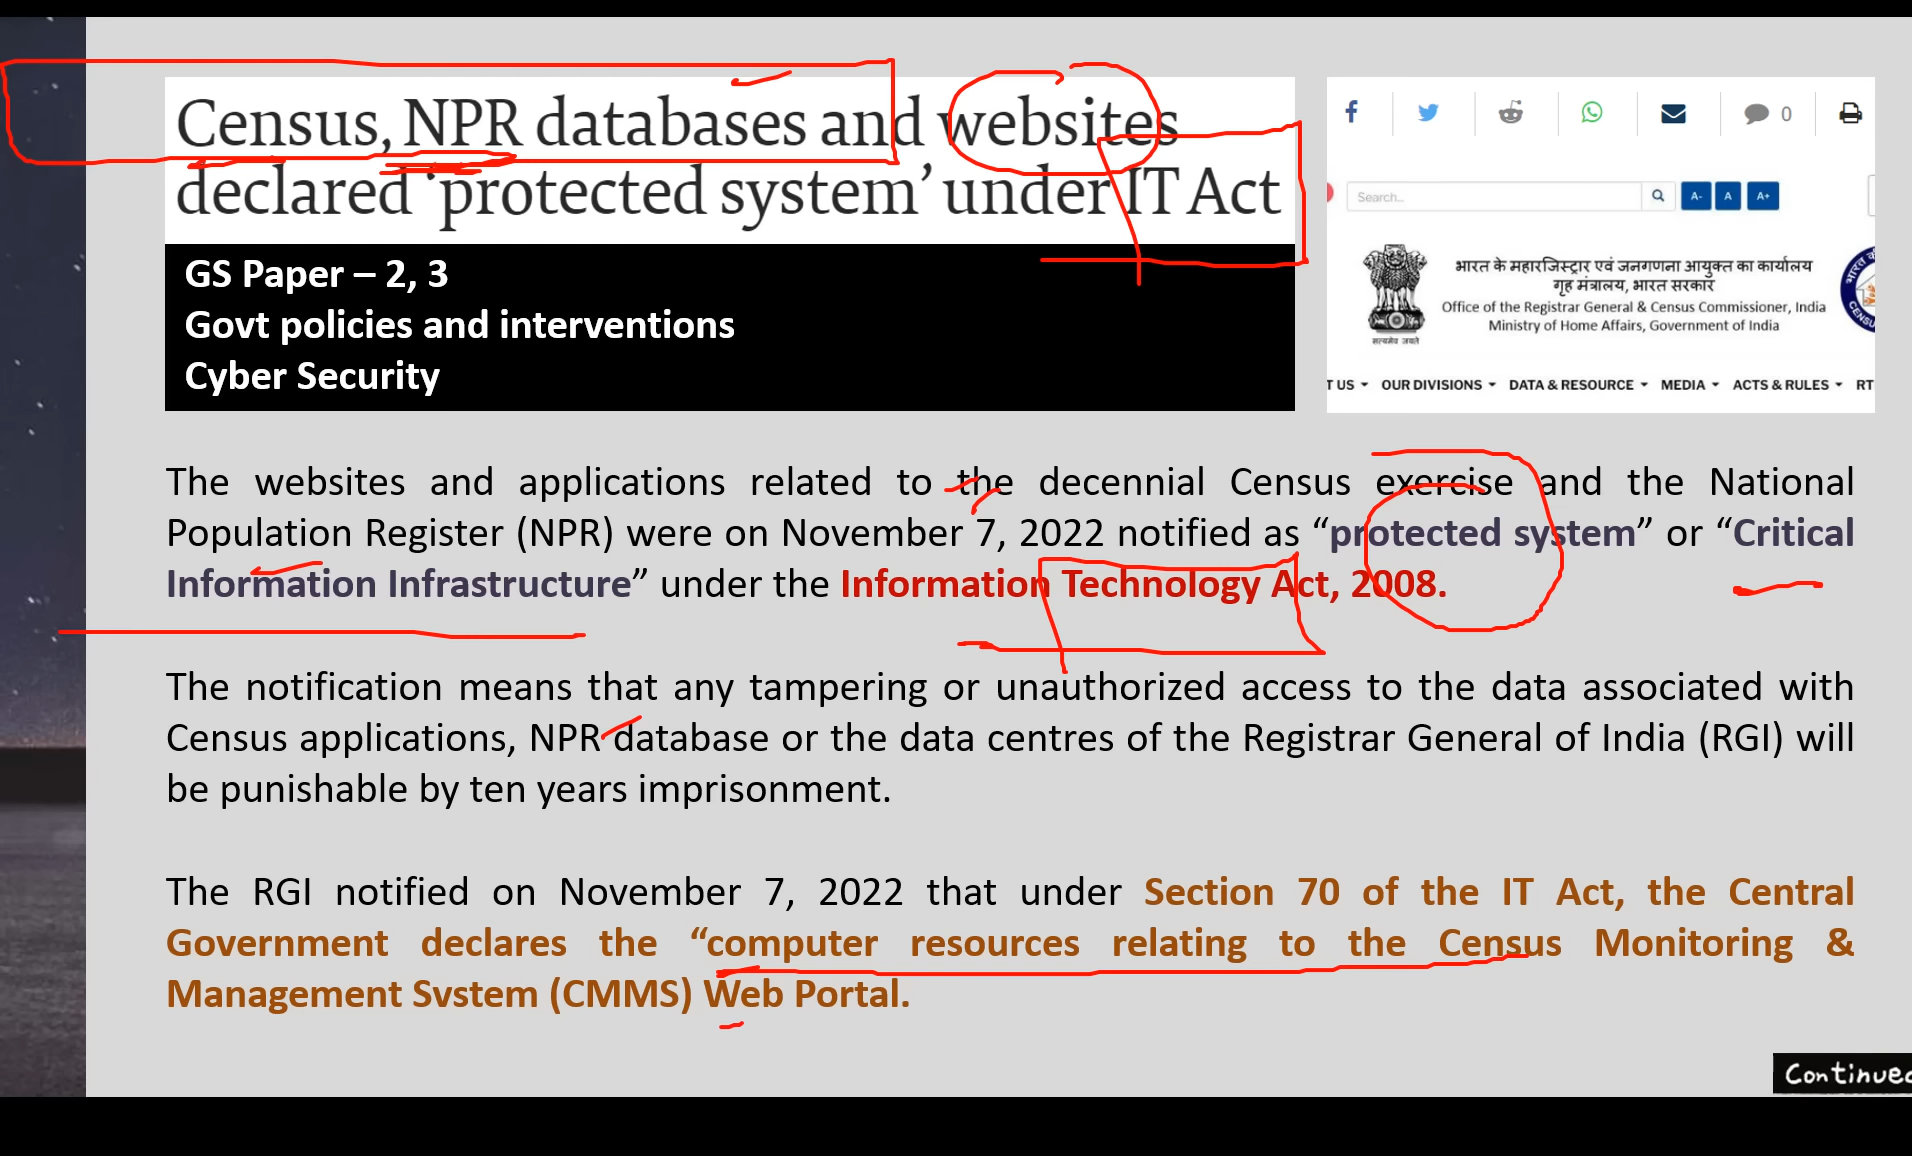 Census, NPR databases and websites
declared ‘protected system’ under IT Act
GS Paper – 2, 3
Govt policies and interventions
Cyber Security
0
Search...
A-
A
A+
भारत के महारजिस्ट्रार एवं जनगणना आयुक्त का कार्यालय
गृह मंत्रालय, भारत सरकार
Office of the Registrar General & Census Commissioner, India
Ministry of Home Affairs, Government of India
सत्यमेव जयते
T US
OUR DIVISIONS
DATA & RESOURCE
MEDIA
ACTS & RULES
RT
The websites and applications related to the decennial Census exercise and the National
Population Register (NPR) were on November 7, 2022 notified as “protected system” or “Critical
Information Infrastructure” under the Information Technology Act, 2008.
The notification means that any tampering or unauthorized access to the data associated with
Census applications, NPR database or the data centres of the Registrar General of India (RGI) will
be punishable by ten years imprisonment.
The RGI notified on November 7, 2022 that under Section 70 of the IT Act, the Central
Government declares the “computer resources relating to the Census Monitoring &
Management System (CMMS) Web Portal.
Continued